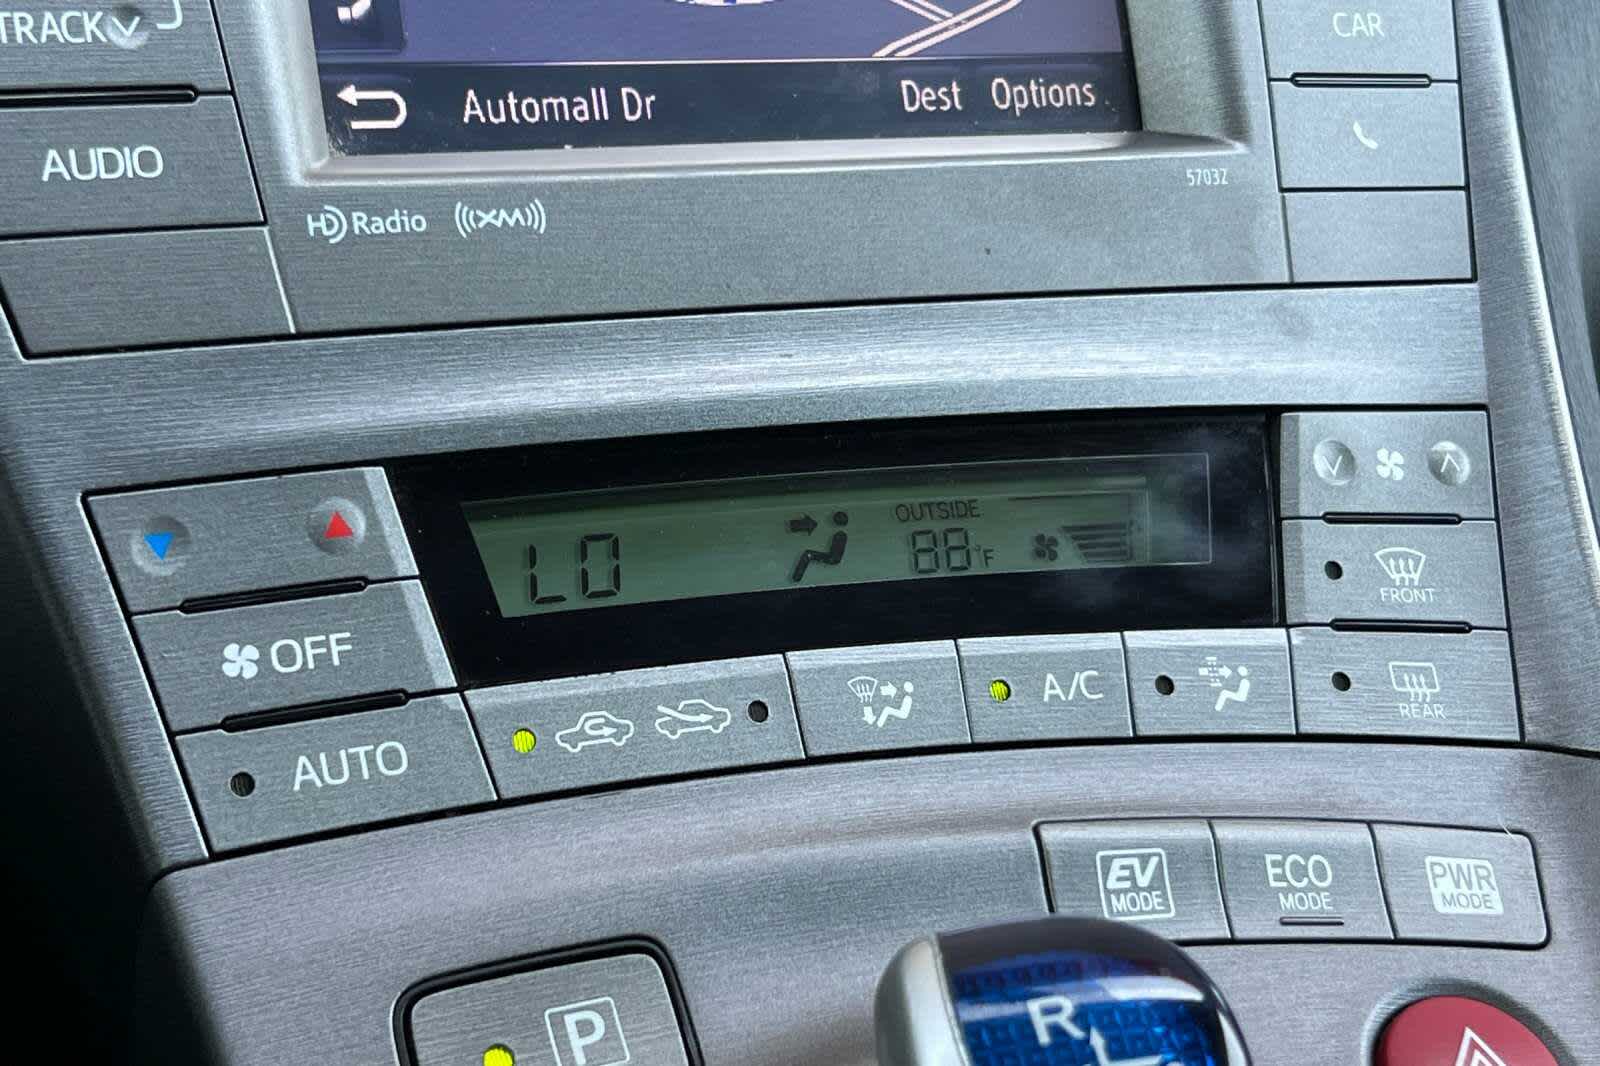 TRACK
CAR
Automall Dr
Dest Options
AUDIO
5703Z
HD Radio ((XM))
LO
OUTSIDE
88°F
FRONT
OFF
A/C
REAR
AUTO
EV
MODE
ECO
MODE
PWR
MODE
P
R